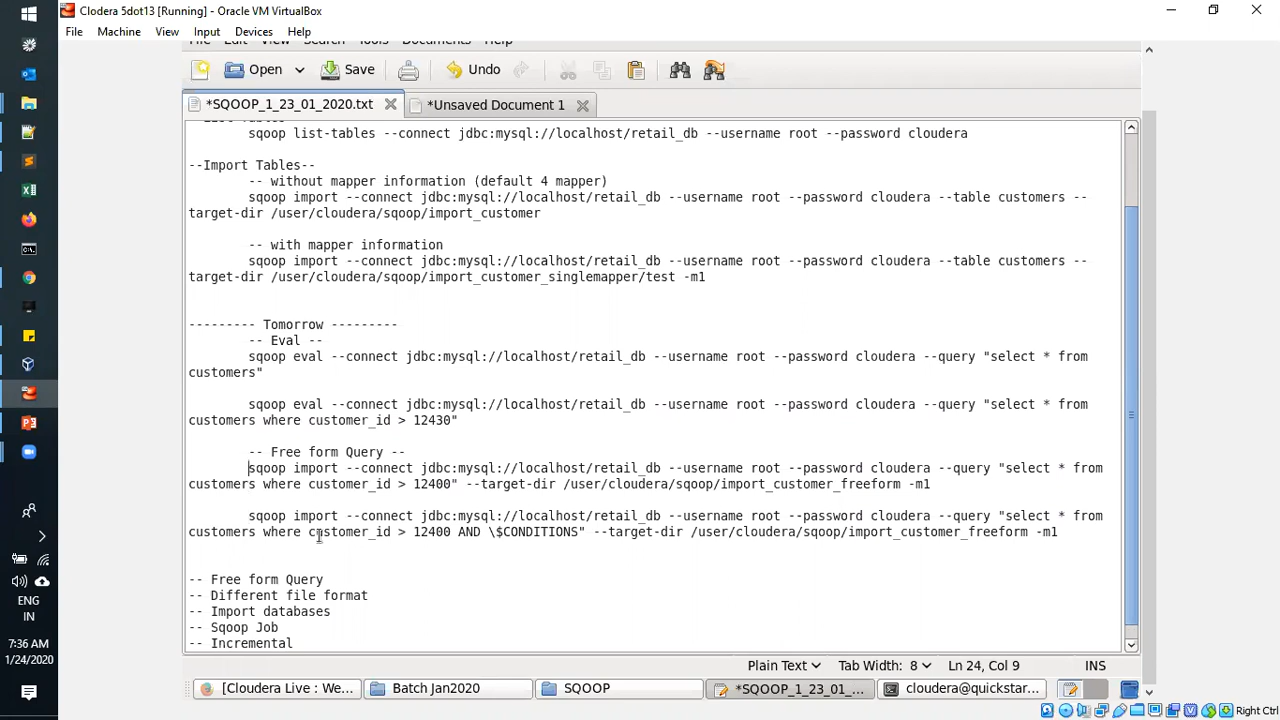 Clodera 5dot13 [Running] - Oracle VM VirtualBox
File Machine View Input Devices Help
File Edit View Search Tools Documents Help
Open Save Undo
*SQOOP_1_23_01_2020.txt *Unsaved Document 1
sqoop list-tables --connect jdbc:mysql://localhost/retail_db --username root --password cloudera
--Import Tables--
-- without mapper information (default 4 mapper)
sqoop import --connect jdbc:mysql://localhost/retail_db --username root --password cloudera --table customers --
target-dir /user/cloudera/sqoop/import_customer
-- with mapper information
sqoop import --connect jdbc:mysql://localhost/retail_db --username root --password cloudera --table customers --
target-dir /user/cloudera/sqoop/import_customer_singlemapper/test -m1
--------- Tomorrow ---------
-- Eval --
sqoop eval --connect jdbc:mysql://localhost/retail_db --username root --password cloudera --query "select * from
customers"
sqoop eval --connect jdbc:mysql://localhost/retail_db --username root --password cloudera --query "select * from
customers where customer_id > 12430"
-- Free form Query --
sqoop import --connect jdbc:mysql://localhost/retail_db --username root --password cloudera --query "select * from
customers where customer_id > 12400" --target-dir /user/cloudera/sqoop/import_customer_freeform -m1
sqoop import --connect jdbc:mysql://localhost/retail_db --username root --password cloudera --query "select * from
customers where customer_id > 12400 AND \$CONDITIONS" --target-dir /user/cloudera/sqoop/import_customer_freeform -m1
-- Free form Query
-- Different file format
-- Import databases
-- Sqoop Job
-- Incremental
Plain Text Tab Width: 8 Ln 24, Col 9 INS
[Cloudera Live : We... Batch Jan2020 SQOOP *SQOOP_1_23_01_... cloudera@quickstar...
Right Ctrl
ENG
IN
7:36 AM
1/24/2020